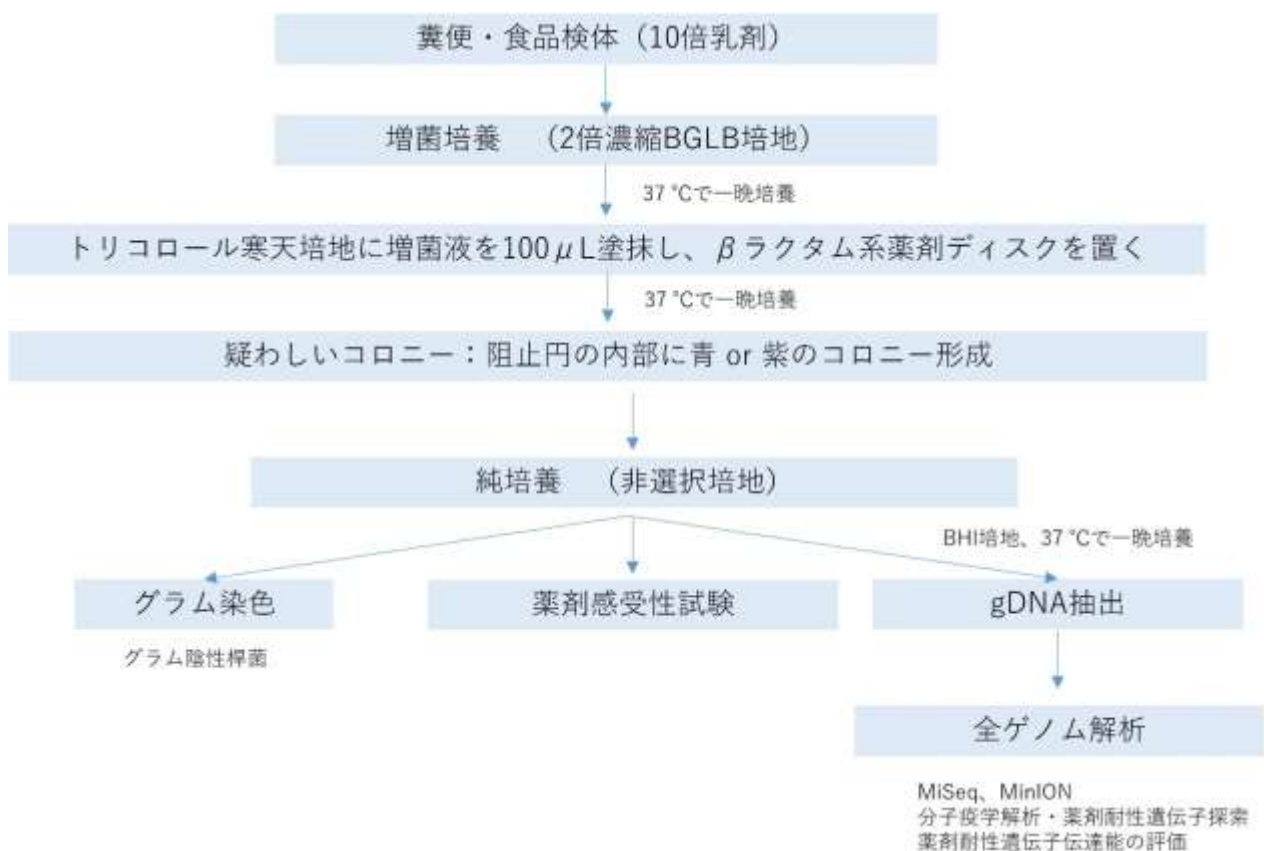 糞便・食品検体（10倍乳剤）
増菌培養　（2倍濃縮BGLB培地）
37 ℃で一晩培養
トリコロール寒天培地に増菌液を100μL塗抹し、βラクタム系薬剤ディスクを置く
37 ℃で一晩培養
疑わしいコロニー：阻止円の内部に青 or 紫のコロニー形成
純培養　（非選択培地）
BHI培地、37 ℃で一晩培養
グラム染色
薬剤感受性試験
gDNA抽出
グラム陰性桿菌
全ゲノム解析
MiSeq、MinION
分子疫学解析・薬剤耐性遺伝子探索
薬剤耐性遺伝子伝達能の評価